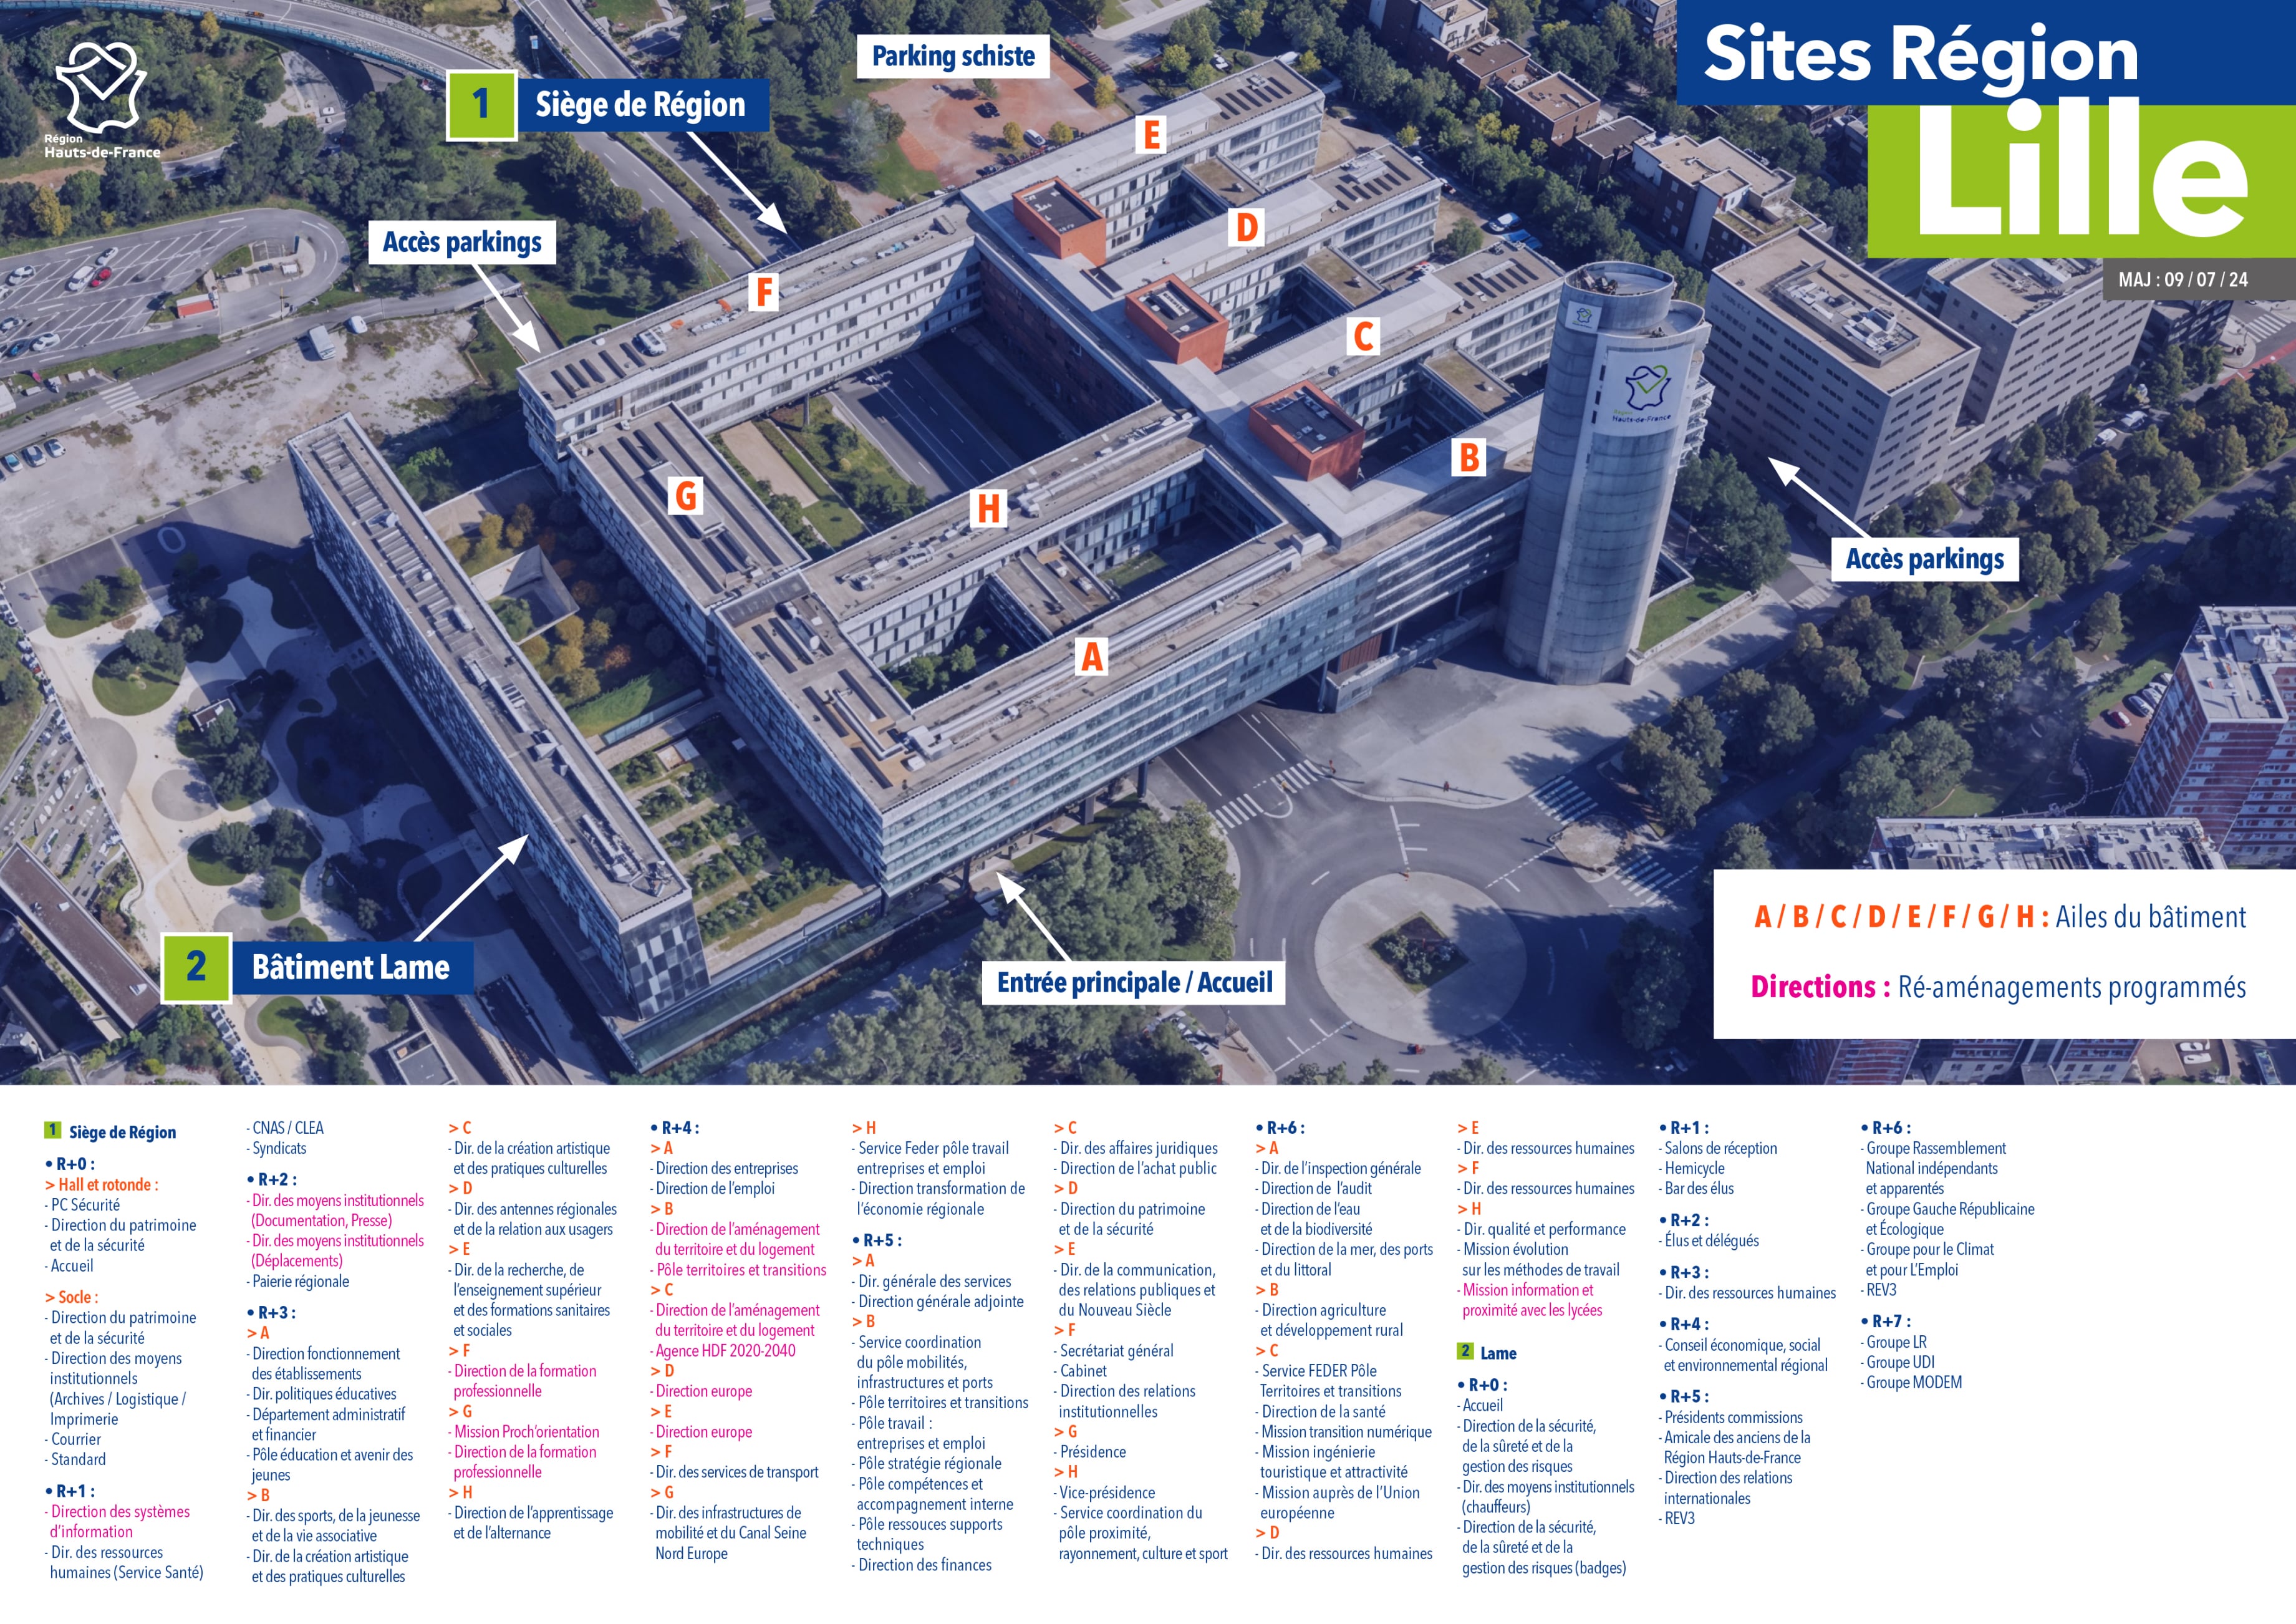 Région
Hauts-de-France
1 Siège de Région
Parking schiste
Sites Région
Lille
MAJ : 09 / 07 / 24
Accès parkings
E
D
F
C
Région
Hauts-de-France
B
G
H
Accès parkings
A
2 Bâtiment Lame
Entrée principale / Accueil
A / B / C / D / E / F / G / H : Ailes du bâtiment
Directions : Ré-aménagements programmés
1 Siège de Région
• R+0 :
> Hall et rotonde :
- PC Sécurité
- Direction du patrimoine
et de la sécurité
- Accueil
> Socle :
- Direction du patrimoine
et de la sécurité
- Direction des moyens
institutionnels
(Archives / Logistique /
Imprimerie
- Courrier
- Standard
• R+1 :
- Direction des systèmes
d'information
- Dir. des ressources
humaines (Service Santé)
- CNAS / CLEA
- Syndicats
• R+2 :
- Dir. des moyens institutionnels
(Documentation, Presse)
- Dir. des moyens institutionnels
(Déplacements)
- Paierie régionale
• R+3 :
> A
- Direction fonctionnement
des établissements
- Dir. politiques éducatives
- Département administratif
et financier
- Pôle éducation et avenir des
jeunes
> B
- Dir. des sports, de la jeunesse
et de la vie associative
- Dir. de la création artistique
et des pratiques culturelles
> C
- Dir. de la création artistique
et des pratiques culturelles
> D
- Dir. des antennes régionales
et de la relation aux usagers
> E
- Dir. de la recherche, de
l'enseignement supérieur
et des formations sanitaires
et sociales
> F
- Direction de la formation
professionnelle
> G
- Mission Proch'orientation
- Direction de la formation
professionnelle
> H
- Direction de l'apprentissage
et de l'alternance
• R+4 :
> A
- Direction des entreprises
- Direction de l'emploi
> B
- Direction de l'aménagement
du territoire et du logement
- Pôle territoires et transitions
> C
- Direction de l'aménagement
du territoire et du logement
- Agence HDF 2020-2040
> D
- Direction europe
> E
- Direction europe
> F
- Dir. des services de transport
> G
- Dir. des infrastructures de
mobilité et du Canal Seine
Nord Europe
> H
- Service Feder pôle travail
entreprises et emploi
- Direction transformation de
l'économie régionale
• R+5 :
> A
- Dir. générale des services
- Direction générale adjointe
> B
- Service coordination
du pôle mobilités,
infrastructures et ports
- Pôle territoires et transitions
- Pôle travail :
entreprises et emploi
- Pôle stratégie régionale
- Pôle compétences et
accompagnement interne
- Pôle ressouces supports
techniques
- Direction des finances
> C
- Dir. des affaires juridiques
- Direction de l'achat public
> D
- Direction du patrimoine
et de la sécurité
> E
- Dir. de la communication,
des relations publiques et
du Nouveau Siècle
> F
- Secrétariat général
- Cabinet
- Direction des relations
institutionnelles
> G
- Présidence
> H
- Vice-présidence
- Service coordination du
pôle proximité,
rayonnement, culture et sport
• R+6 :
> A
- Dir. de l'inspection générale
- Direction de l'audit
- Direction de l'eau
et de la biodiversité
- Direction de la mer, des ports
et du littoral
> B
- Direction agriculture
et développement rural
> C
- Service FEDER Pôle
Territoires et transitions
- Direction de la santé
- Mission transition numérique
- Mission ingénierie
touristique et attractivité
- Mission auprès de l'Union
européenne
> D
- Dir. des ressources humaines
> E
- Dir. des ressources humaines
> F
- Dir. des ressources humaines
> H
- Dir. qualité et performance
- Mission évolution
sur les méthodes de travail
- Mission information et
proximité avec les lycées
2 Lame
• R+0 :
- Accueil
- Direction de la sécurité,
de la sûreté et de la
gestion des risques
- Dir. des moyens institutionnels
(chauffeurs)
- Direction de la sécurité,
de la sûreté et de la
gestion des risques (badges)
• R+1 :
- Salons de réception
- Hemicycle
- Bar des élus
• R+2 :
- Élus et délégués
• R+3 :
- Dir. des ressources humaines
• R+4 :
- Conseil économique, social
et environnemental régional
• R+5 :
- Présidents commissions
- Amicale des anciens de la
Région Hauts-de-France
- Direction des relations
internationales
- REV3
• R+6 :
- Groupe Rassemblement
National indépendants
et apparentés
- Groupe Gauche Républicaine
et Écologique
- Groupe pour le Climat
et pour L'Emploi
- REV3
• R+7 :
- Groupe LR
- Groupe UDI
- Groupe MODEM